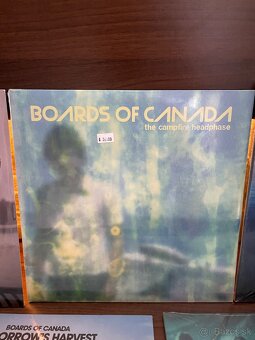 BOARDS OF CANADA
the campfire headphase
BOARDS OF CANADA
ORROW'S HARVEST